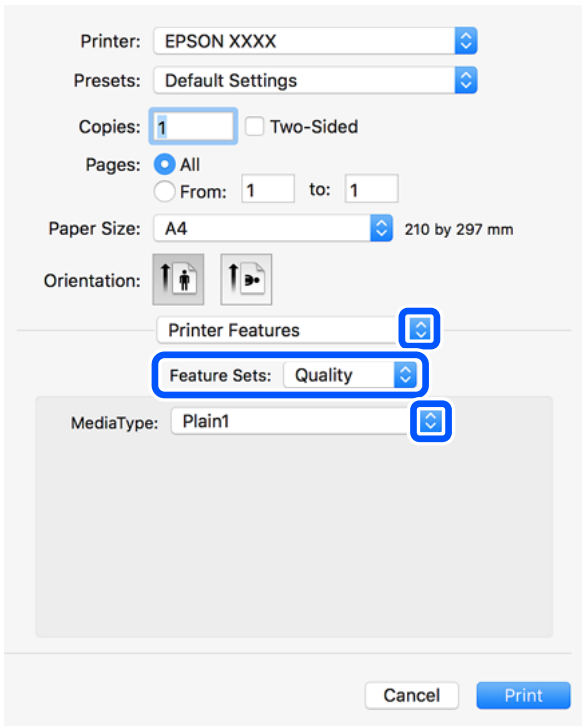 Printer: EPSON XXXX
Presets: Default Settings
Copies: 1 Two-Sided
Pages: All
From: 1 to: 1
Paper Size: A4 210 by 297 mm
Orientation:
Printer Features
Feature Sets: Quality
MediaType: Plain1
Cancel Print